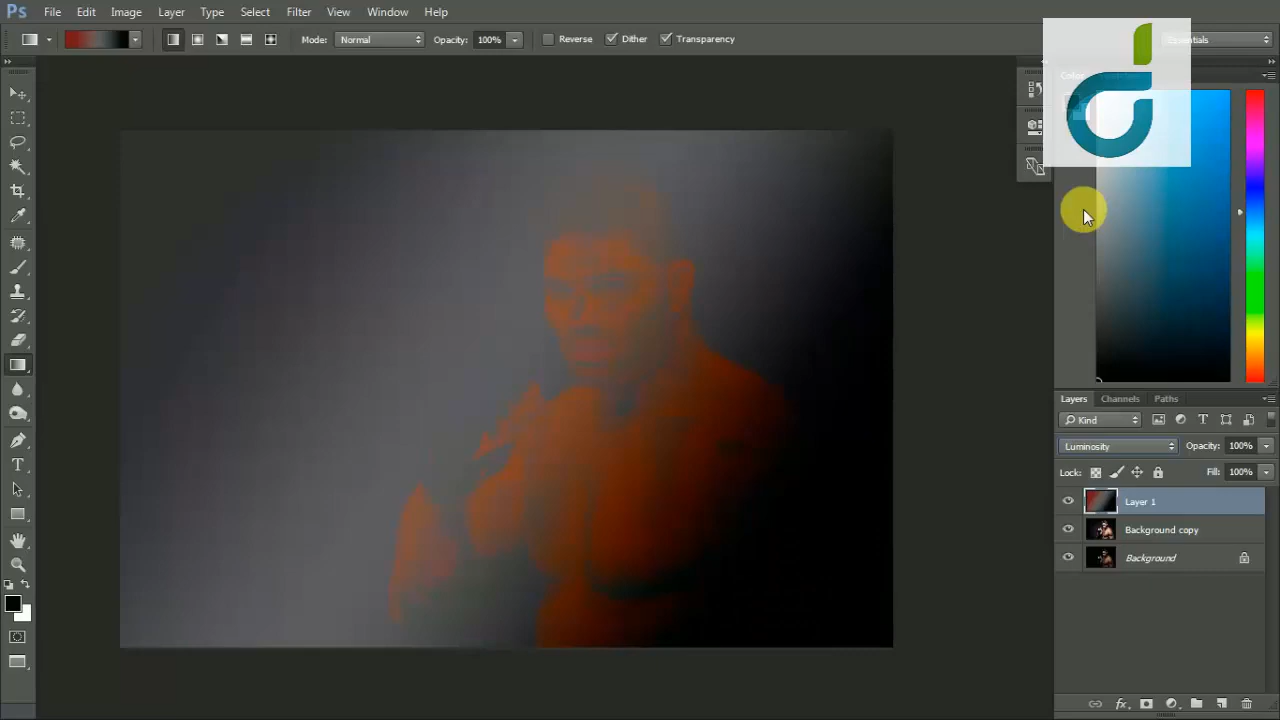 Ps File Edit Image Layer Type Select Filter View Window Help
Mode: Normal Opacity: 100% Reverse Dither Transparency Essentials
Color
Layers Channels Paths
Kind
Luminosity Opacity: 100%
Lock: Fill: 100%
Layer 1
Background copy
Background